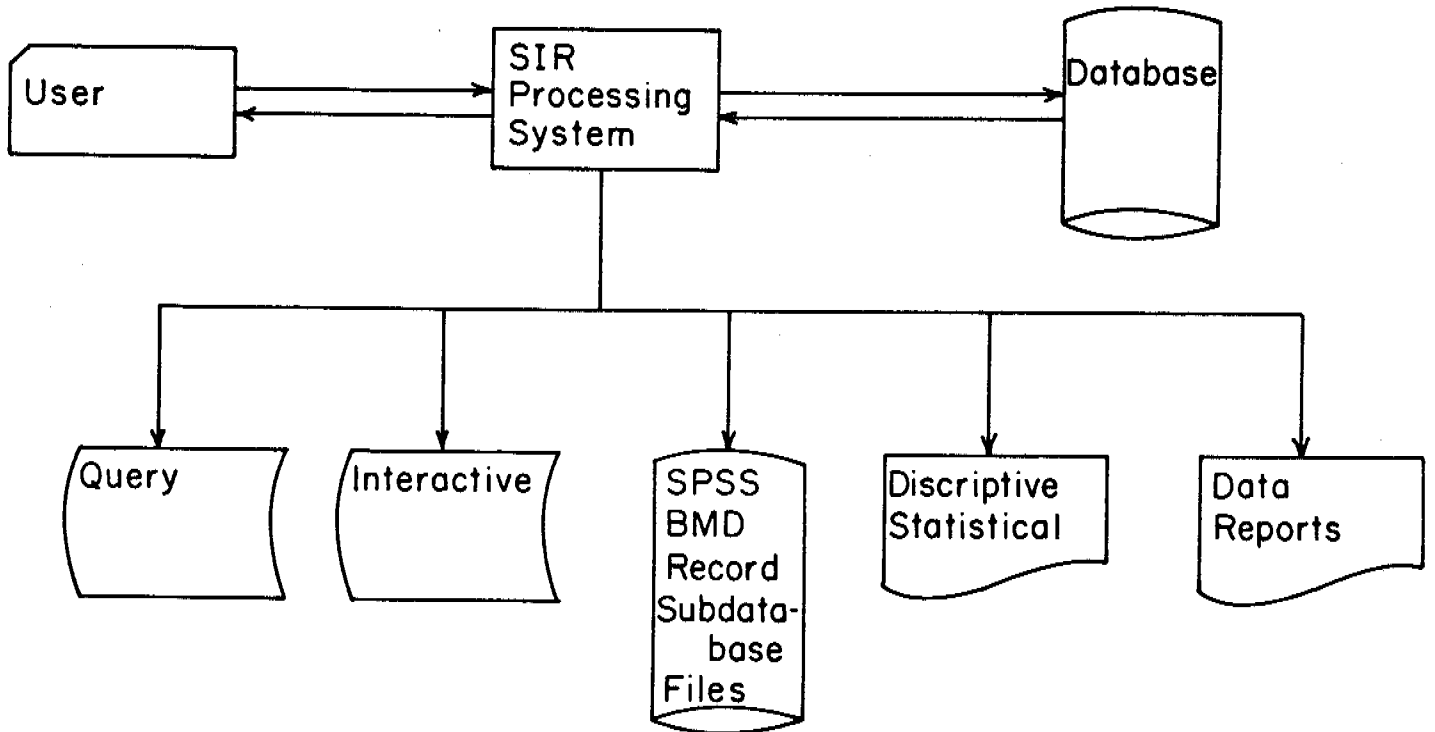 User
SIR
Processing
System
Database
Query
Interactive
SPSS
BMD
Record
Subdata-
base
Files
Discriptive
Statistical
Data
Reports